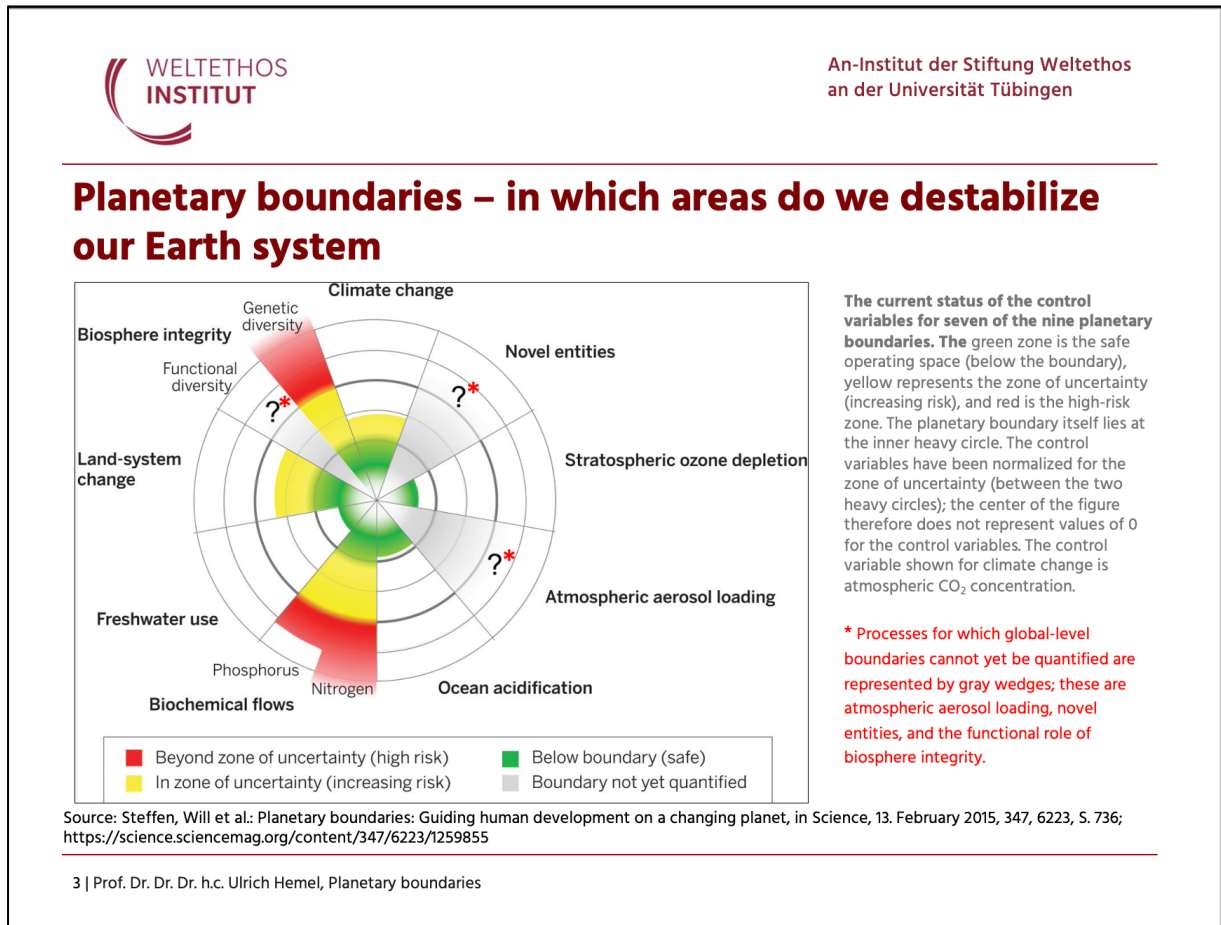 WELTETHOS
INSTITUT
An-Institut der Stiftung Weltethos
an der Universität Tübingen
Planetary boundaries – in which areas do we destabilize
our Earth system
Climate change
Genetic
diversity
Biosphere integrity
Functional
diversity
Novel entities
?*
?*
Land-system
change
Stratospheric ozone depletion
?*
Atmospheric aerosol loading
Freshwater use
Phosphorus
Nitrogen
Biochemical flows
Ocean acidification
Beyond zone of uncertainty (high risk)
In zone of uncertainty (increasing risk)
Below boundary (safe)
Boundary not yet quantified
The current status of the control
variables for seven of the nine planetary
boundaries. The green zone is the safe
operating space (below the boundary),
yellow represents the zone of uncertainty
(increasing risk), and red is the high-risk
zone. The planetary boundary itself lies at
the inner heavy circle. The control
variables have been normalized for the
zone of uncertainty (between the two
heavy circles); the center of the figure
therefore does not represent values of 0
for the control variables. The control
variable shown for climate change is
atmospheric CO₂ concentration.
* Processes for which global-level
boundaries cannot yet be quantified are
represented by gray wedges; these are
atmospheric aerosol loading, novel
entities, and the functional role of
biosphere integrity.
Source: Steffen, Will et al.: Planetary boundaries: Guiding human development on a changing planet, in Science, 13. February 2015, 347, 6223, S. 736;
https://science.sciencemag.org/content/347/6223/1259855
3 | Prof. Dr. Dr. Dr. h.c. Ulrich Hemel, Planetary boundaries